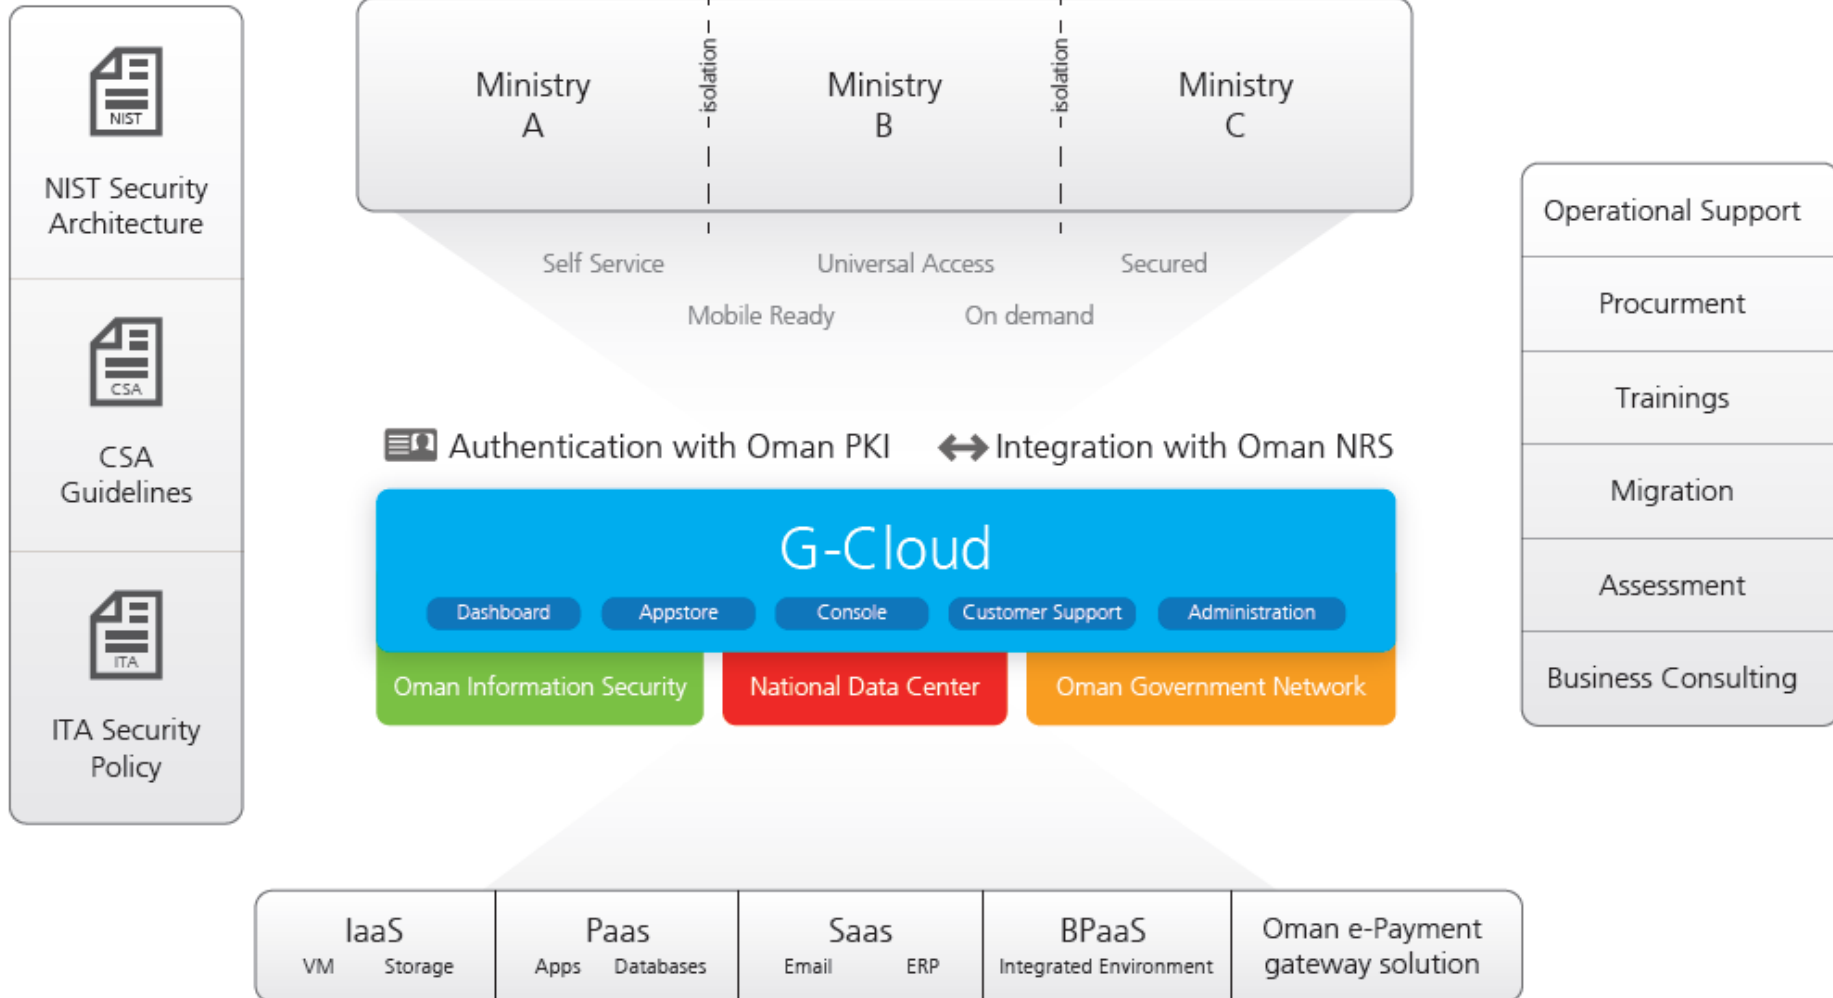 NIST
NIST Security
Architecture
CSA
CSA
Guidelines
ITA
ITA Security
Policy
Ministry
A
isolation
Ministry
B
isolation
Ministry
C
Self Service
Universal Access
Secured
Mobile Ready
On demand
Authentication with Oman PKI
Integration with Oman NRS
G-Cloud
Dashboard
Appstore
Console
Customer Support
Administration
Oman Information Security
National Data Center
Oman Government Network
IaaS
VM
Storage
Paas
Apps
Databases
Saas
Email
ERP
BPaaS
Integrated Environment
Oman e-Payment
gateway solution
Operational Support
Procurment
Trainings
Migration
Assessment
Business Consulting